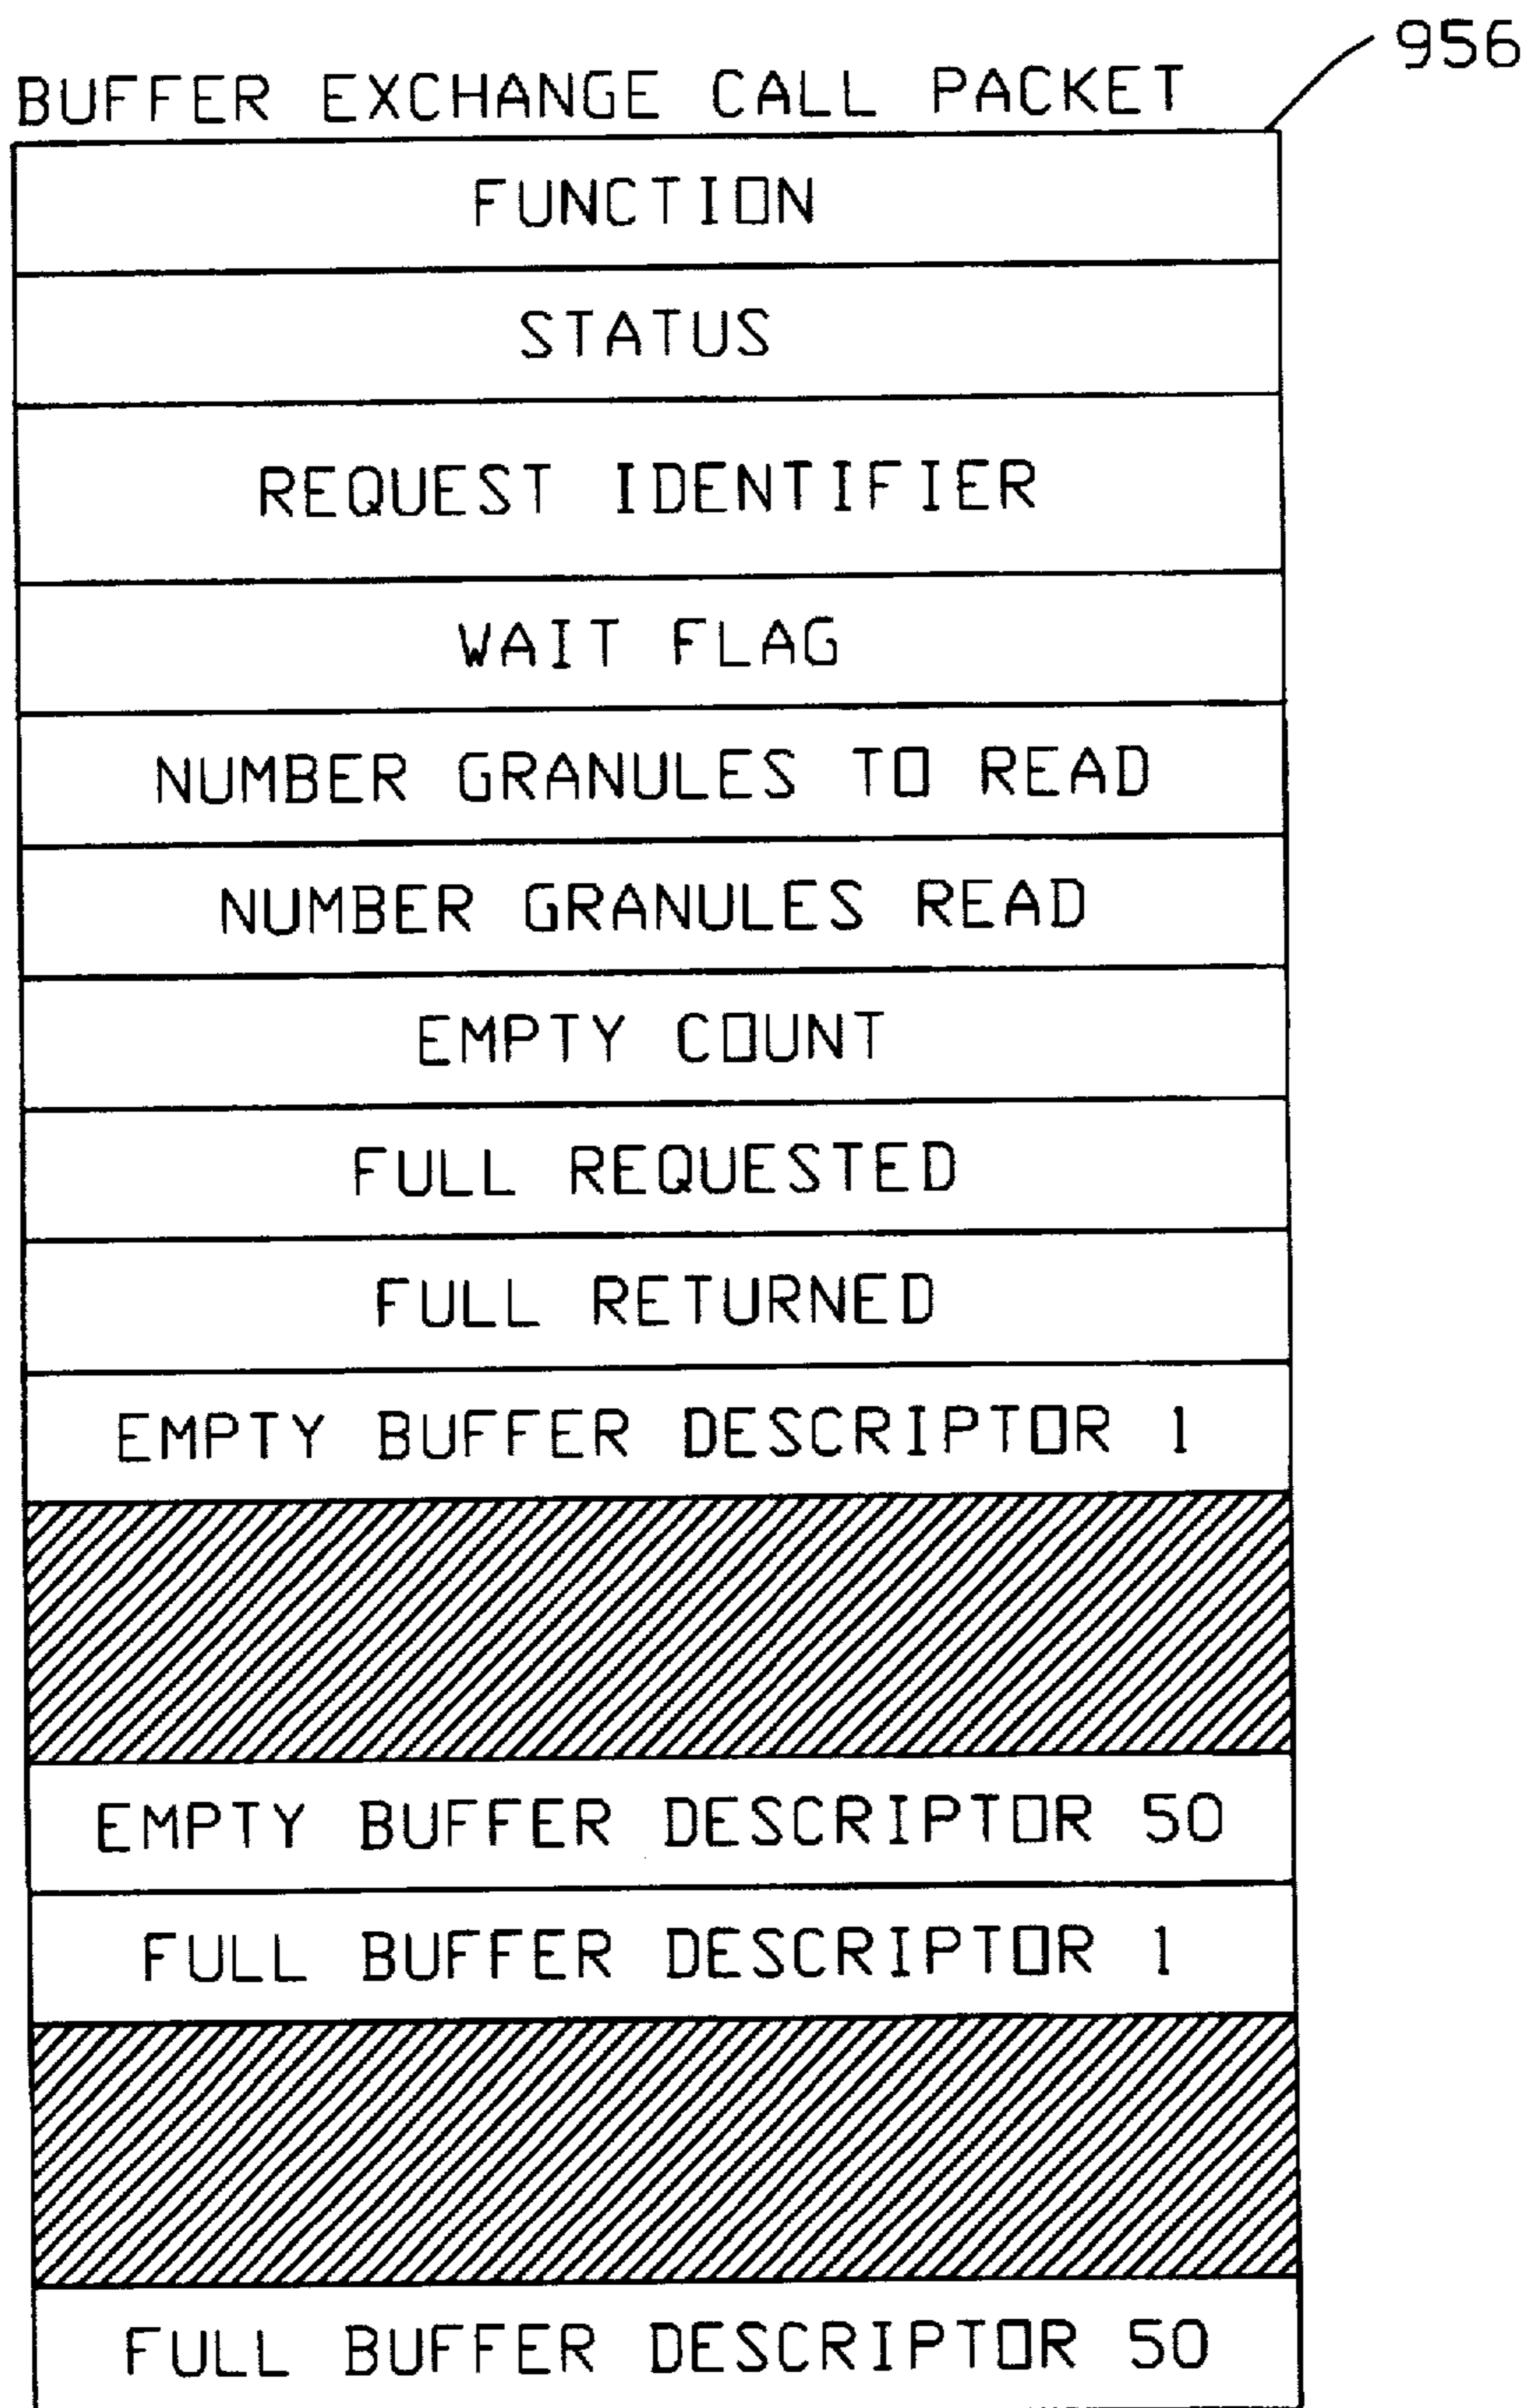 956
BUFFER EXCHANGE CALL PACKET
FUNCTION
STATUS
REQUEST IDENTIFIER
WAIT FLAG
NUMBER GRANULES TO READ
NUMBER GRANULES READ
EMPTY COUNT
FULL REQUESTED
FULL RETURNED
EMPTY BUFFER DESCRIPTOR 1
EMPTY BUFFER DESCRIPTOR 50
FULL BUFFER DESCRIPTOR 1
FULL BUFFER DESCRIPTOR 50